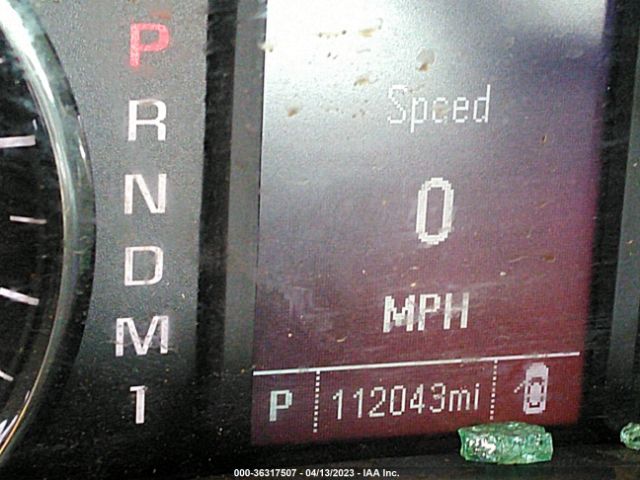 P
R
N
D
M
1
Speed
0
MPH
P 112043mi
000-36317507 - 04/13/2023 - IAA Inc.